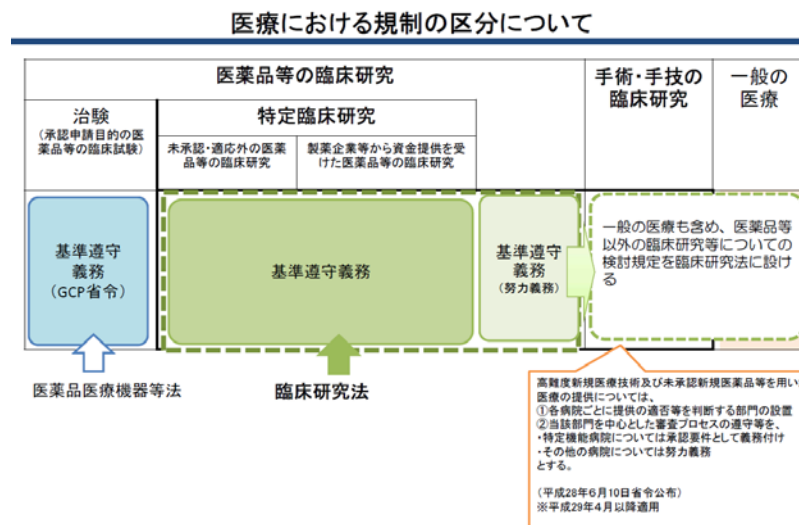 医療における規制の区分について
医薬品等の臨床研究
手術・手技の
臨床研究
一般の
医療
治験
(承認申請目的の医
薬品等の臨床試験)
特定臨床研究
未承認・適応外の医薬
品等の臨床研究
製薬企業等から資金提供を受
けた医薬品等の臨床研究
基準遵守
義務
(GCP省令)
基準遵守義務
基準遵守
義務
(努力義務)
一般の医療も含め、医薬品等
以外の臨床研究等についての
検討規定を臨床研究法に設け
る
医薬品医療機器等法
臨床研究法
高難度新規医療技術及び未承認新規医薬品等を用い
医療の提供については、
①各病院ごとに提供の適否等を判断する部門の設置
②当該部門を中心とした審査プロセスの遵守等を、
・特定機能病院については承認要件として義務付け
・その他の病院については努力義務
とする。
(平成28年6月10日省令公布)
※平成29年4月以降適用